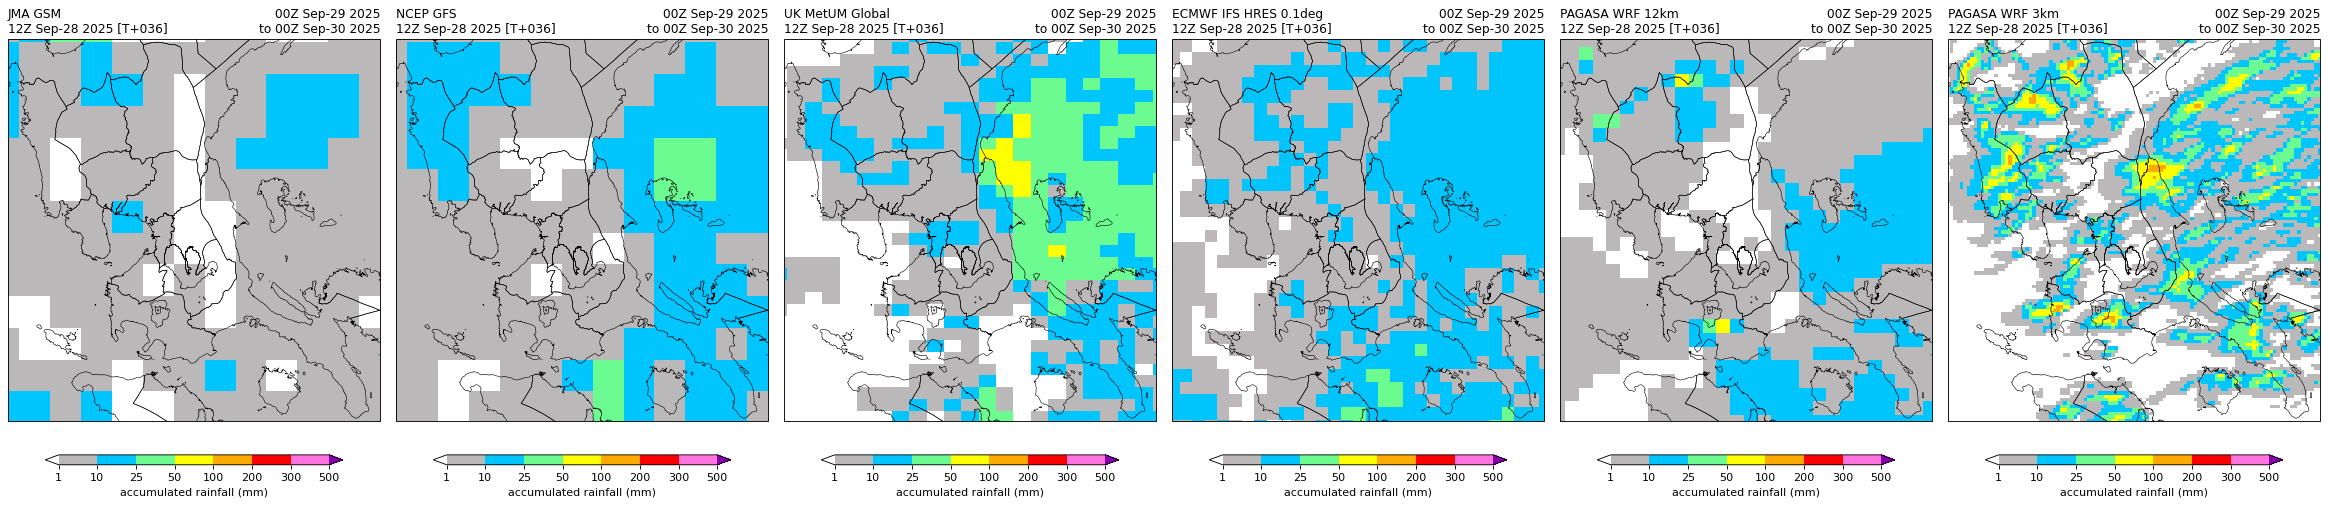 JMA GSM 00Z Sep-29 2025
12Z Sep-28 2025 [T+036] to 00Z Sep-30 2025
1 10 25 50 100 200 300 500
accumulated rainfall (mm)
NCEP GFS 00Z Sep-29 2025
12Z Sep-28 2025 [T+036] to 00Z Sep-30 2025
1 10 25 50 100 200 300 500
accumulated rainfall (mm)
UK MetUM Global 00Z Sep-29 2025
12Z Sep-28 2025 [T+036] to 00Z Sep-30 2025
1 10 25 50 100 200 300 500
accumulated rainfall (mm)
ECMWF IFS HRES 0.1deg 00Z Sep-29 2025
12Z Sep-28 2025 [T+036] to 00Z Sep-30 2025
1 10 25 50 100 200 300 500
accumulated rainfall (mm)
PAGASA WRF 12km 00Z Sep-29 2025
12Z Sep-28 2025 [T+036] to 00Z Sep-30 2025
1 10 25 50 100 200 300 500
accumulated rainfall (mm)
PAGASA WRF 3km 00Z Sep-29 2025
12Z Sep-28 2025 [T+036] to 00Z Sep-30 2025
1 10 25 50 100 200 300 500
accumulated rainfall (mm)